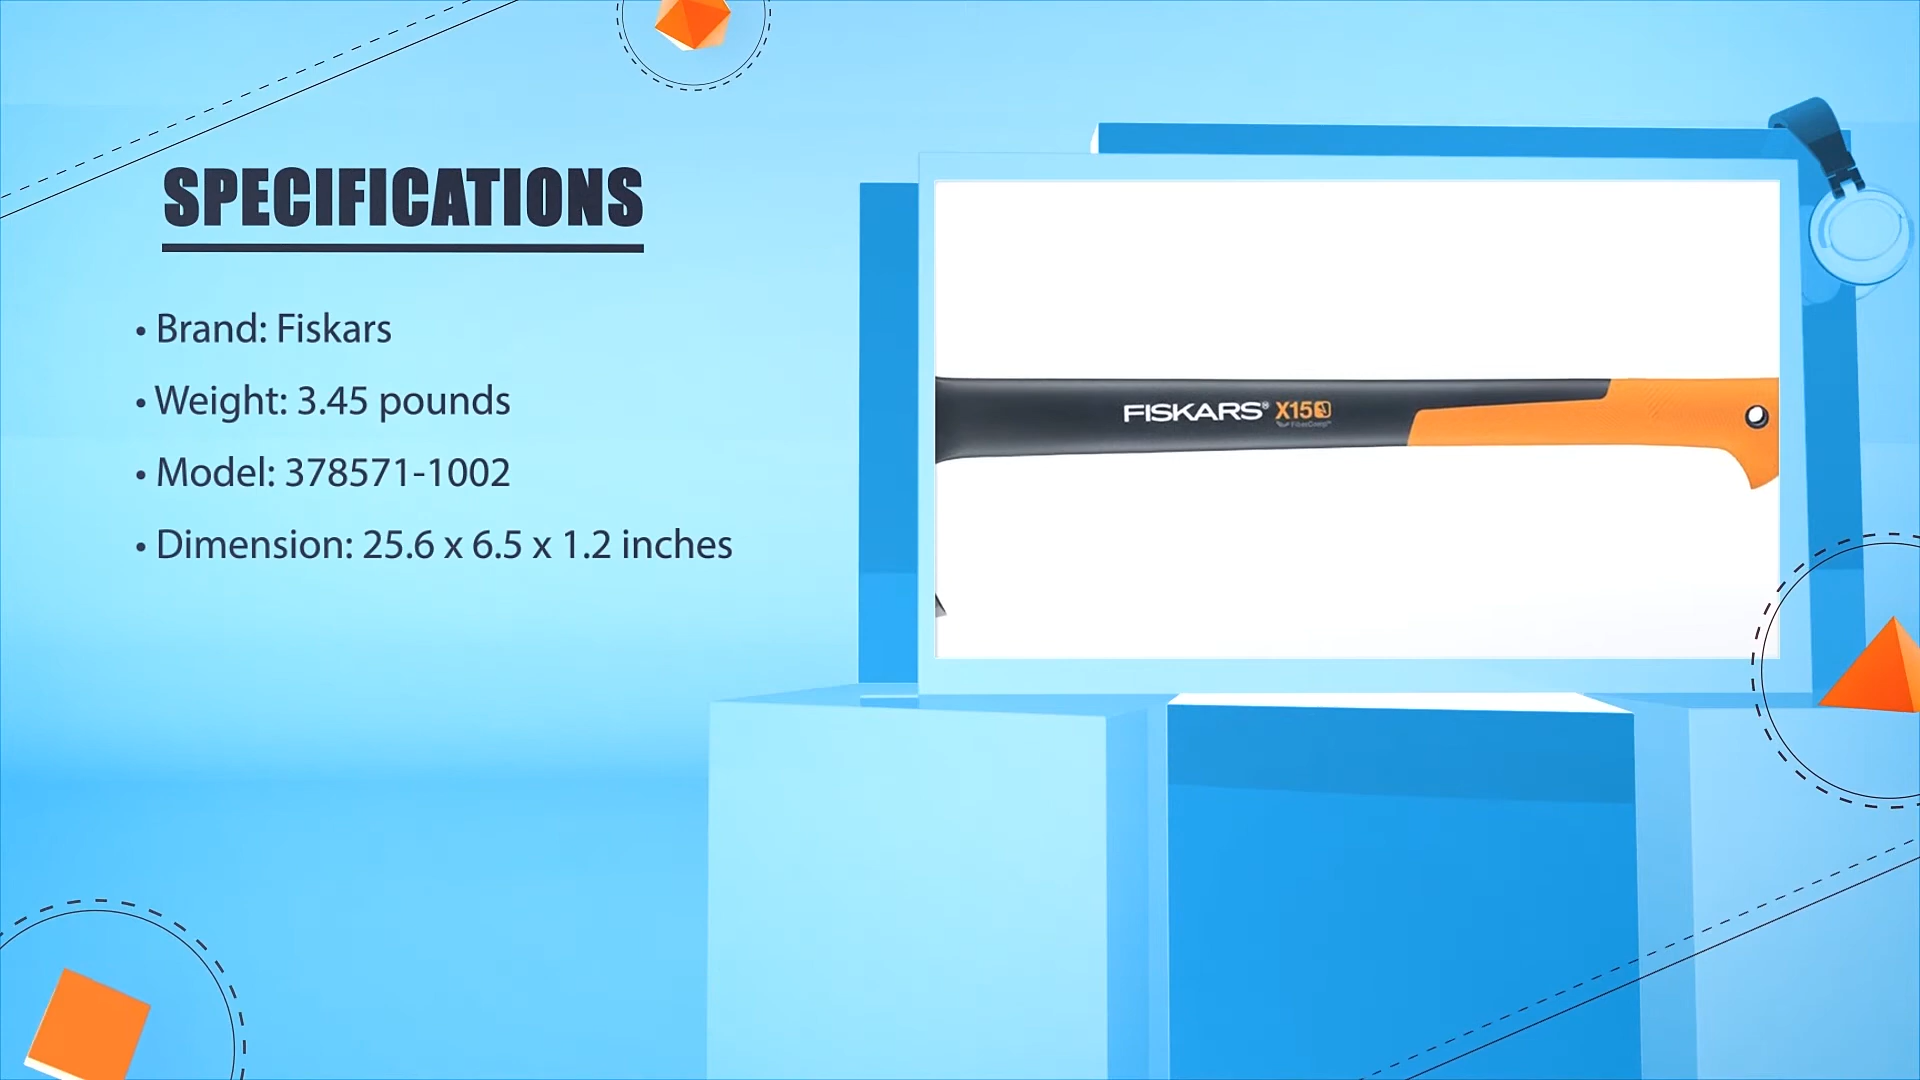 SPECIFICATIONS
• Brand: Fiskars
• Weight: 3.45 pounds
• Model: 378571-1002
• Dimension: 25.6 x 6.5 x 1.2 inches
FISKARS® X15
FiberComp™